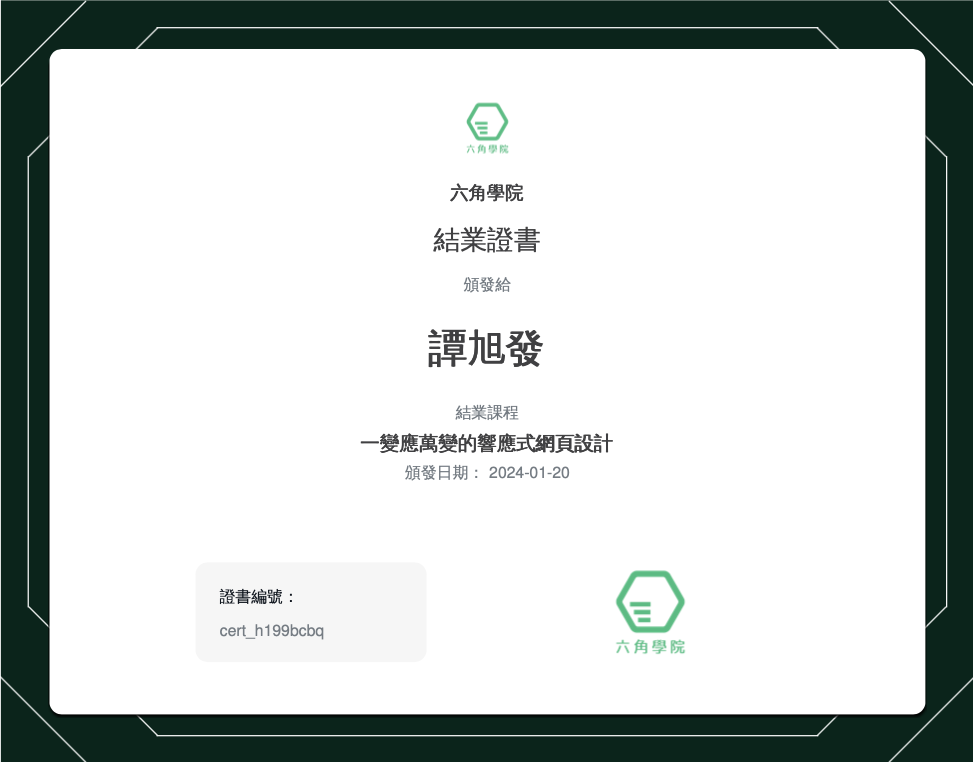 六角學院
六角學院
結業證書
頒發給
譚旭發
結業課程
一變應萬變的響應式網頁設計
頒發日期： 2024-01-20
證書編號：
cert_h199bcbq
六角學院